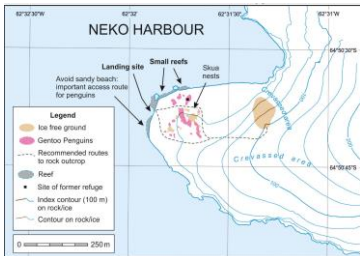 NEKO HARBOUR
62°32'W
62°31'30"W
62°31'W
64°50'30"S
64°50'45"S
Small reefs
Landing site
Skua
nests
Avoid sandy beach:
important access route
for penguins
Crevassed area
Legend
Ice free ground
Gentoo Penguins
Recommended routes
to rock outcrop
Reef
Site of former refuge
Index contour (100 m)
on rock/ice
Contour on rock/ice
0 250 m